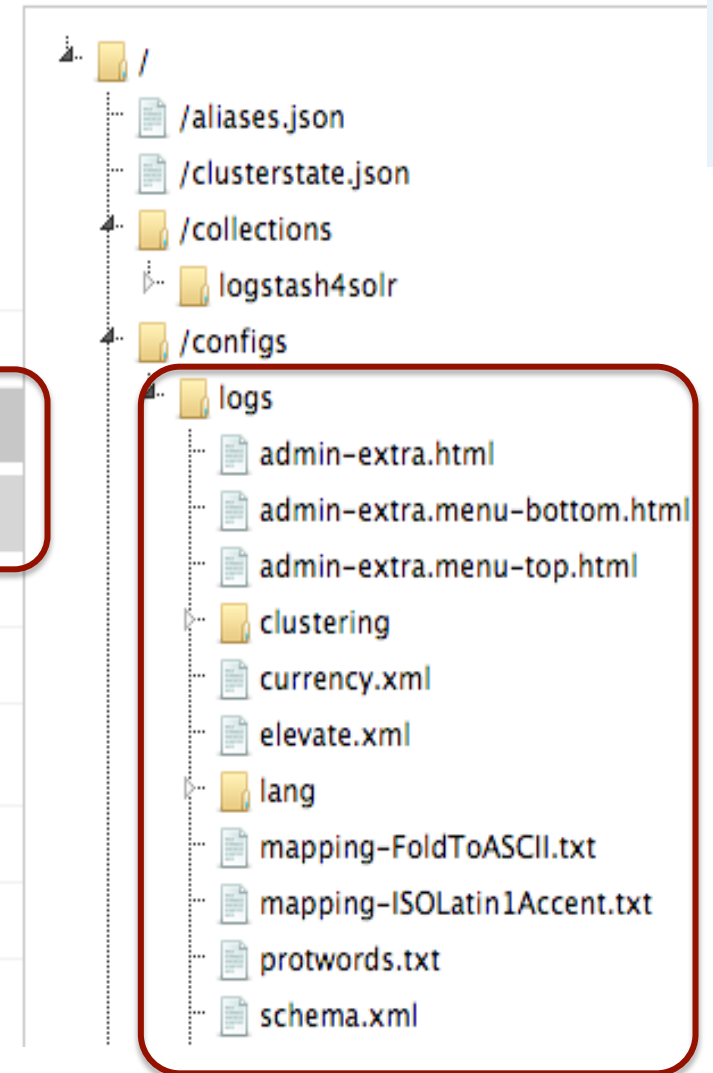 /
/aliases.json
/clusterstate.json
/collections
logstash4solr
/configs
logs
admin-extra.html
admin-extra.menu-bottom.html
admin-extra.menu-top.html
clustering
currency.xml
elevate.xml
lang
mapping-FoldToASCII.txt
mapping-ISOLatin1Accent.txt
protwords.txt
schema.xml